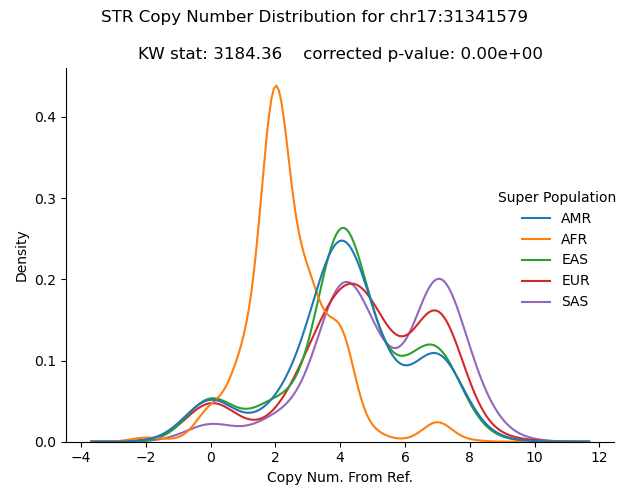 STR Copy Number Distribution for chr17:31341579
KW stat: 3184.36    corrected p-value: 0.00e+00
0.4
0.3
0.2
0.1
0.0
Density
−4 −2 0 2 4 6 8 10 12
Copy Num. From Ref.
Super Population
AMR
AFR
EAS
EUR
SAS